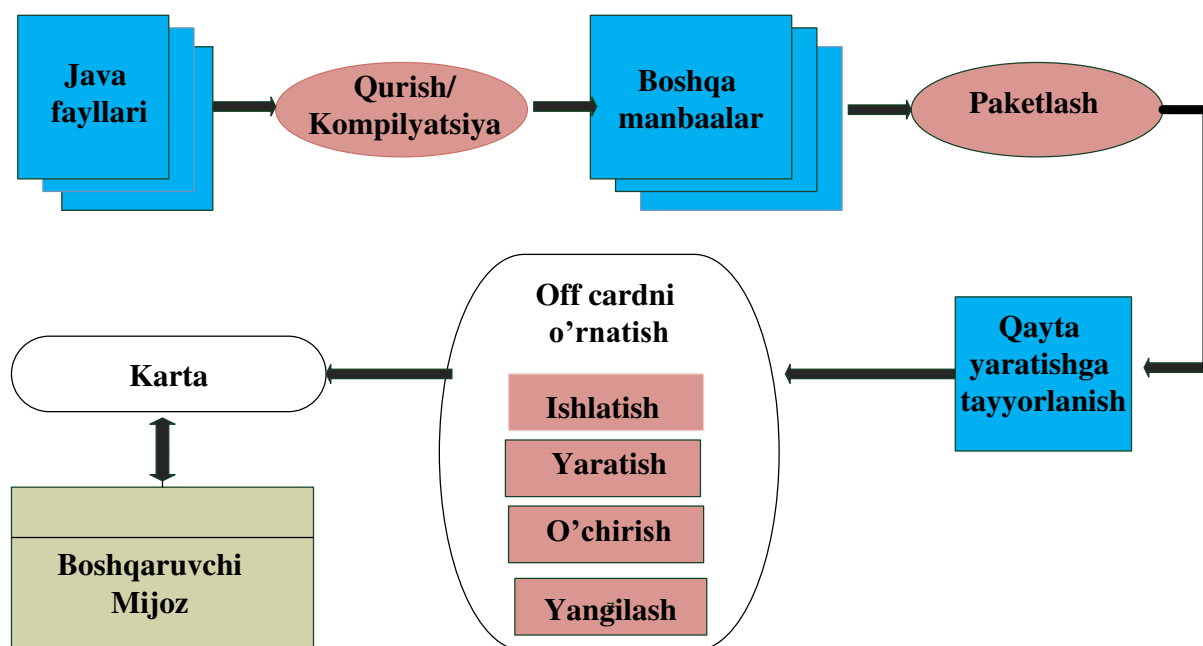 Java
fayllari
Qurish/
Kompilyatsiya
Boshqa
manbaalar
Paketlash
Off cardni
o’rnatish
Qayta
yaratishga
tayyorlanish
Karta
Ishlatish
Yaratish
O’chirish
Yangilash
Boshqaruvchi
Mijoz